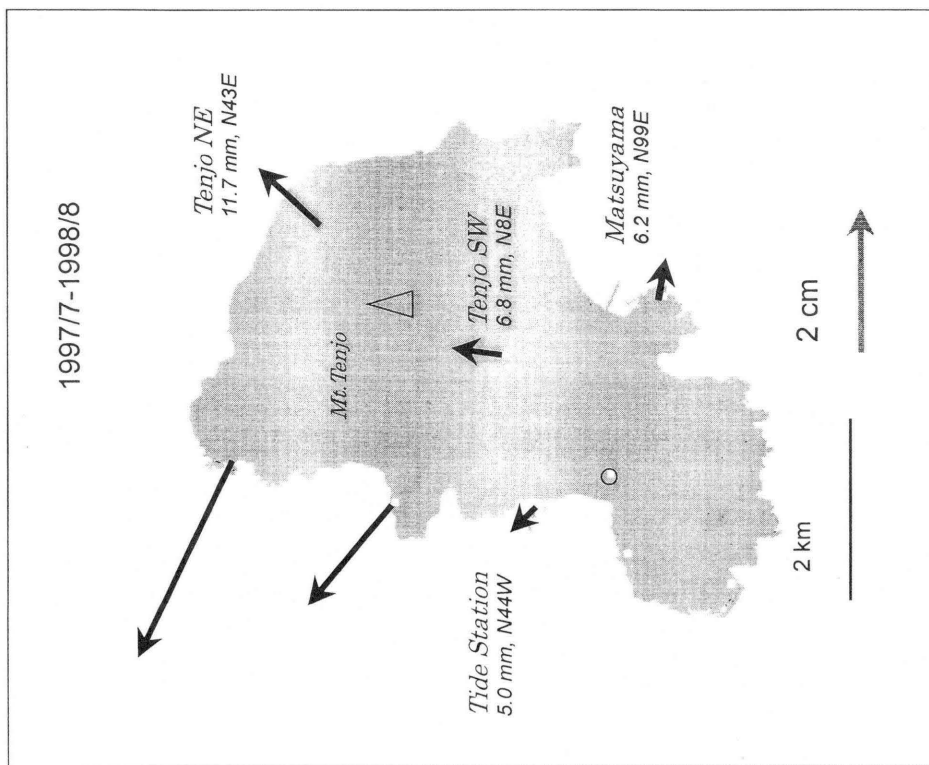 1997/7-1998/8
Tenjo NE
11.7 mm, N43E
Mt.Tenjo
Tenjo SW
6.8 mm, N8E
Matsuyama
6.2 mm, N99E
Tide Station
5.0 mm, N44W
2 km
2 cm